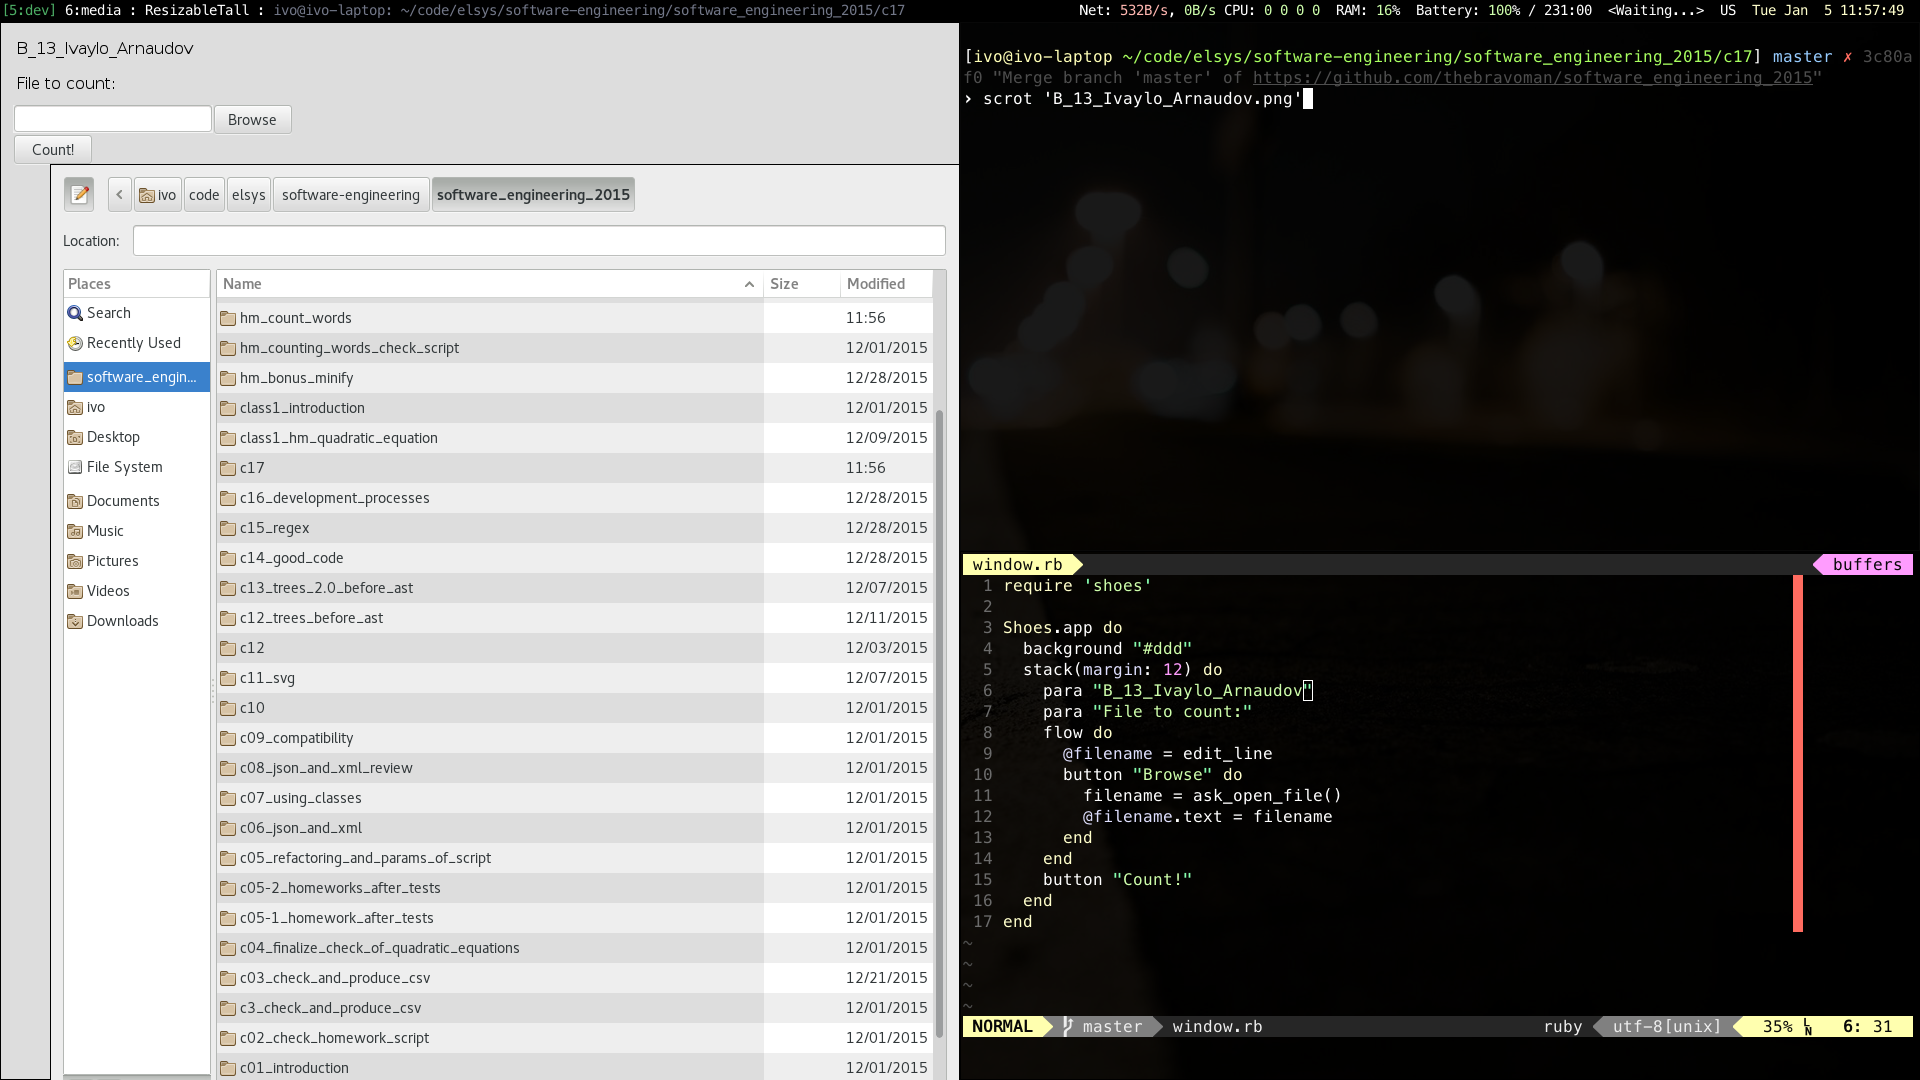 [5:dev] 6:media : ResizableTall : ivo@ivo-laptop: ~/code/elsys/software-engineering/software_engineering_2015/c17
Net: 532B/s, 0B/s CPU: 0 0 0 0 RAM: 16% Battery: 100% / 231:00 <Waiting...> US Tue Jan 5 11:57:49
B_13_Ivaylo_Arnaudov
File to count:
Browse
Count!
ivo code elsys software-engineering software_engineering_2015
Location:
Places
Search
Recently Used
software_engin...
ivo
Desktop
File System
Documents
Music
Pictures
Videos
Downloads
Name Size Modified
hm_count_words 11:56
hm_counting_words_check_script 12/01/2015
hm_bonus_minify 12/28/2015
class1_introduction 12/01/2015
class1_hm_quadratic_equation 12/09/2015
c17 11:56
c16_development_processes 12/28/2015
c15_regex 12/28/2015
c14_good_code 12/28/2015
c13_trees_2.0_before_ast 12/07/2015
c12_trees_before_ast 12/11/2015
c12 12/03/2015
c11_svg 12/07/2015
c10 12/01/2015
c09_compatibility 12/01/2015
c08_json_and_xml_review 12/01/2015
c07_using_classes 12/01/2015
c06_json_and_xml 12/01/2015
c05_refactoring_and_params_of_script 12/01/2015
c05-2_homeworks_after_tests 12/01/2015
c05-1_homework_after_tests 12/01/2015
c04_finalize_check_of_quadratic_equations 12/01/2015
c03_check_and_produce_csv 12/21/2015
c3_check_and_produce_csv 12/01/2015
c02_check_homework_script 12/01/2015
c01_introduction 12/01/2015
[ivo@ivo-laptop ~/code/elsys/software-engineering/software_engineering_2015/c17] master ✗ 3c80a
f0 "Merge branch 'master' of https://github.com/thebravoman/software_engineering_2015"
› scrot 'B_13_Ivaylo_Arnaudov.png'
window.rb buffers
1 require 'shoes'
2
3 Shoes.app do
4 background "#ddd"
5 stack(margin: 12) do
6 para "B_13_Ivaylo_Arnaudov"
7 para "File to count:"
8 flow do
9 @filename = edit_line
10 button "Browse" do
11 filename = ask_open_file()
12 @filename.text = filename
13 end
14 end
15 button "Count!"
16 end
17 end
~
~
~
~
NORMAL master window.rb ruby utf-8[unix] 35% LN 6: 31